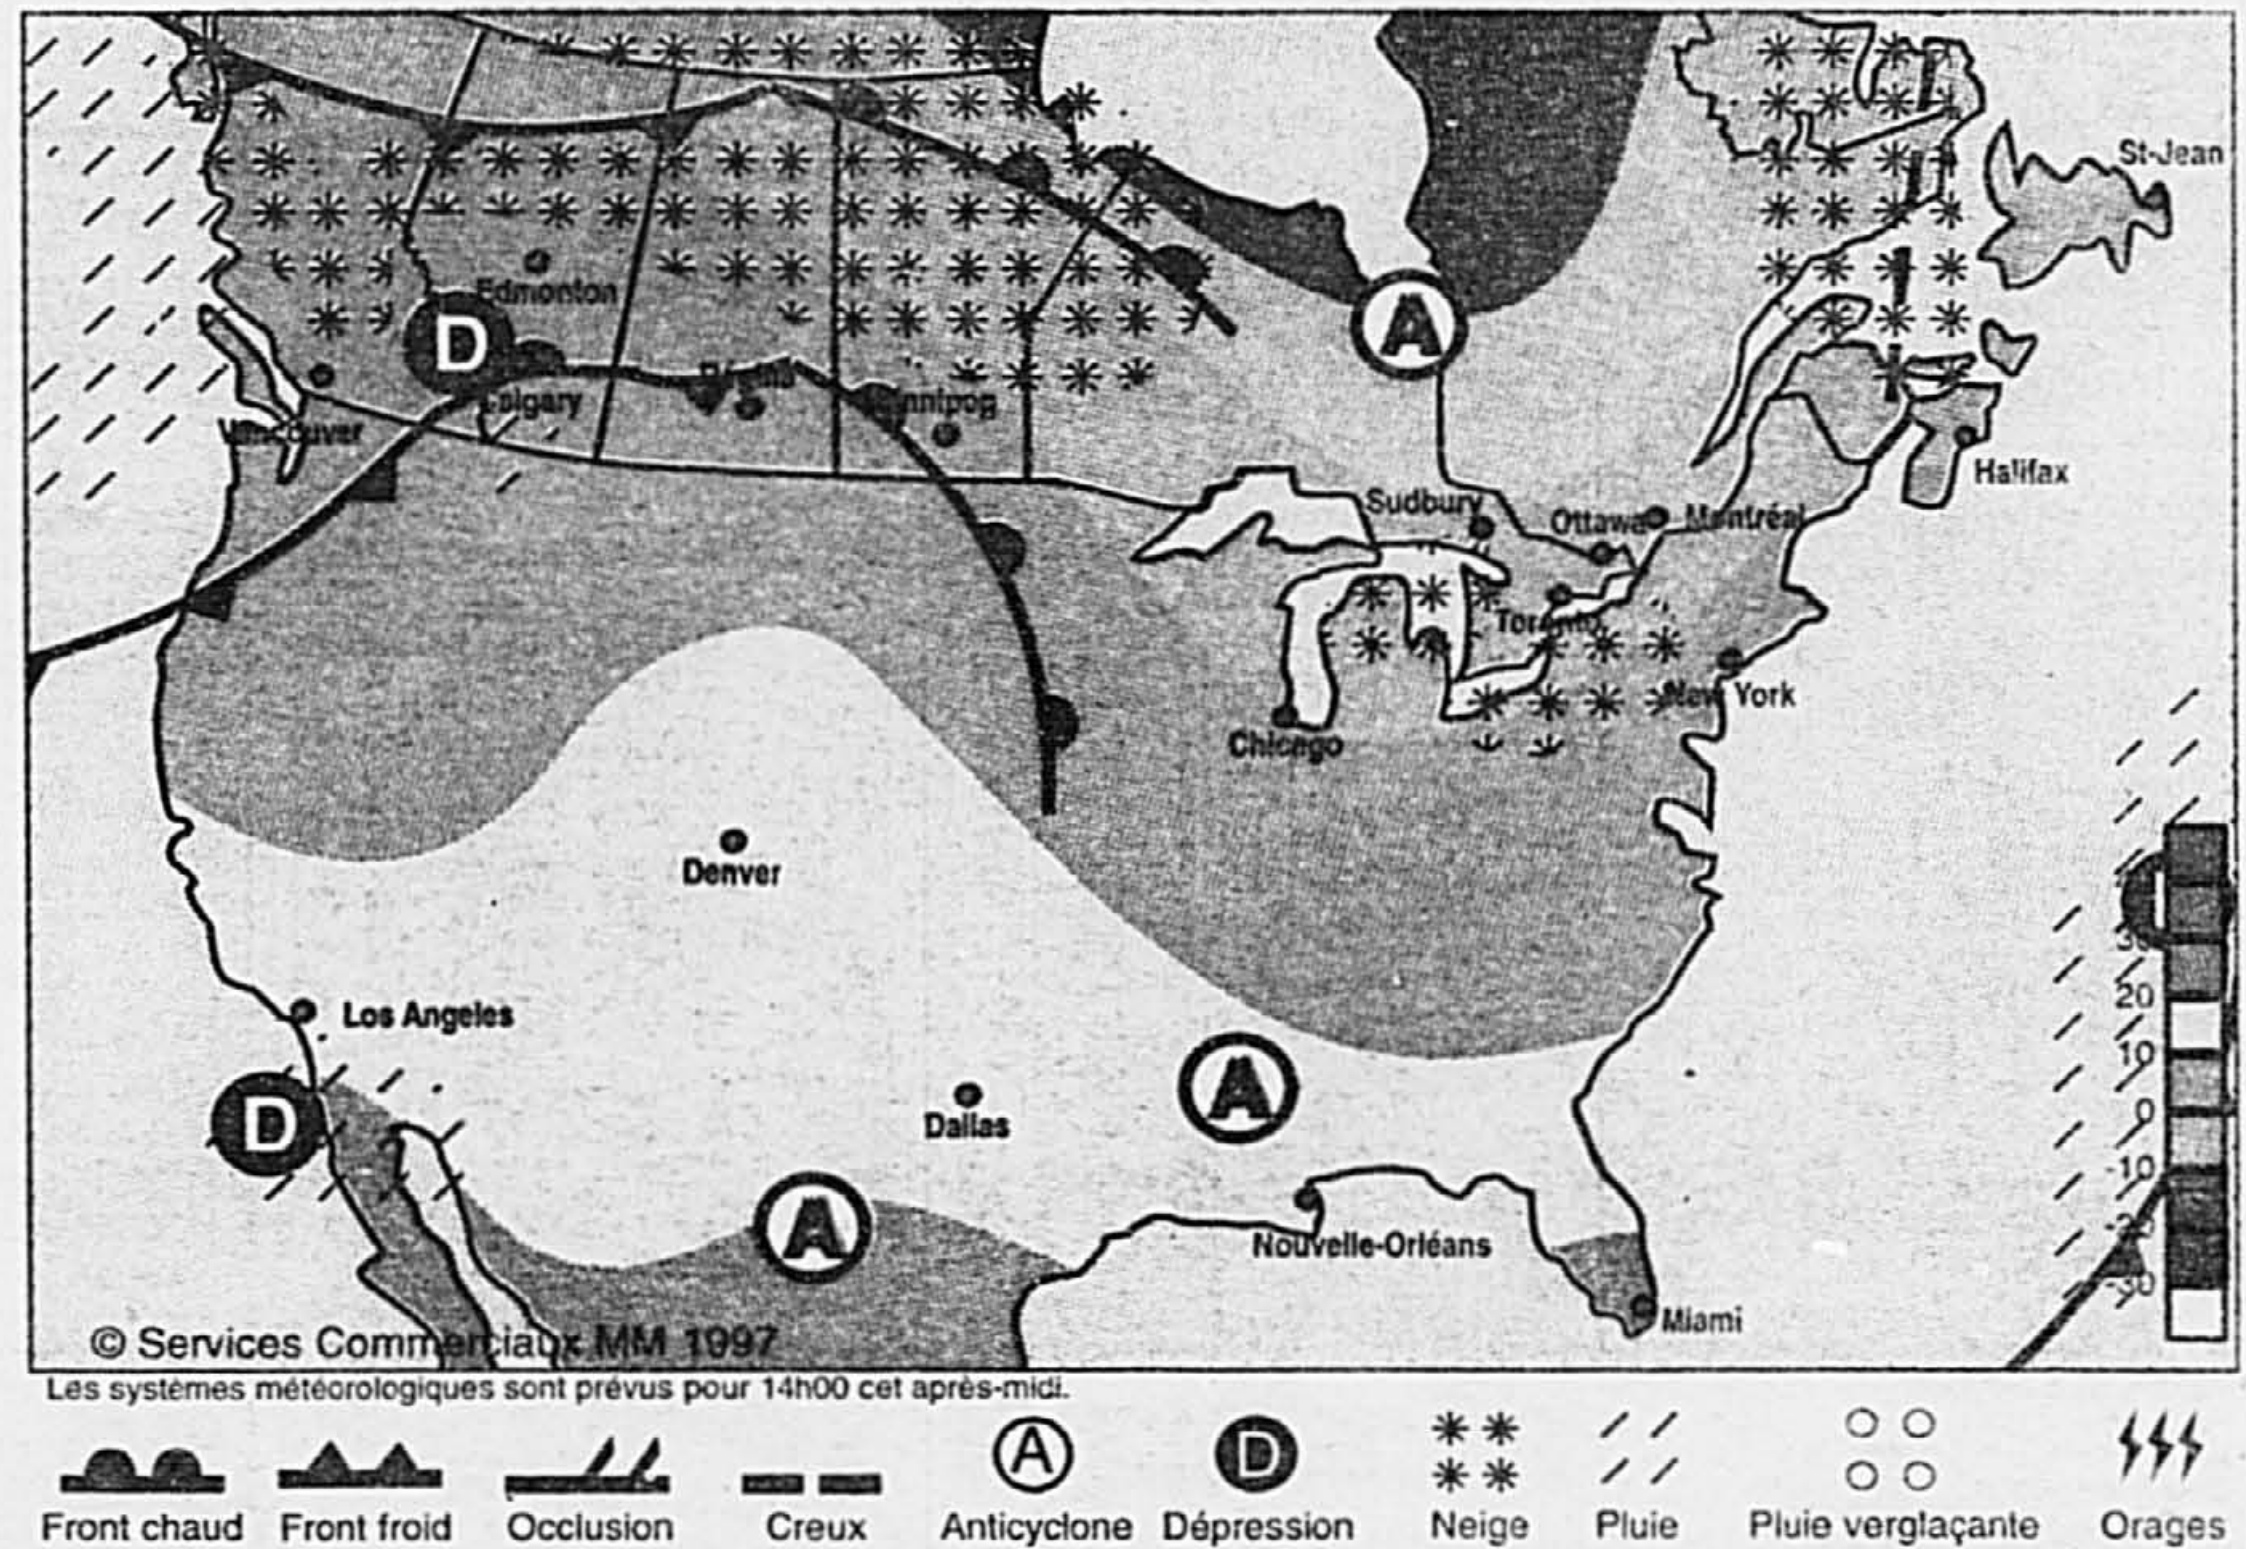 St-Jean
Edmonton
D
A
Calgary
Vancouver
Halifax
Sudbury
Ottawa
Montréal
Toronto
New York
Chicago
Denver
30
20
10
0
-10
-30
Los Angeles
D
A
Dallas
A
Nouvelle-Orléans
Miami
© Services Commerciaux MM 1997
Les systèmes météorologiques sont prévus pour 14h00 cet après-midi.
A D
Front chaud Front froid Occlusion Creux Anticyclone Dépression Neige Pluie Pluie verglaçante Orages